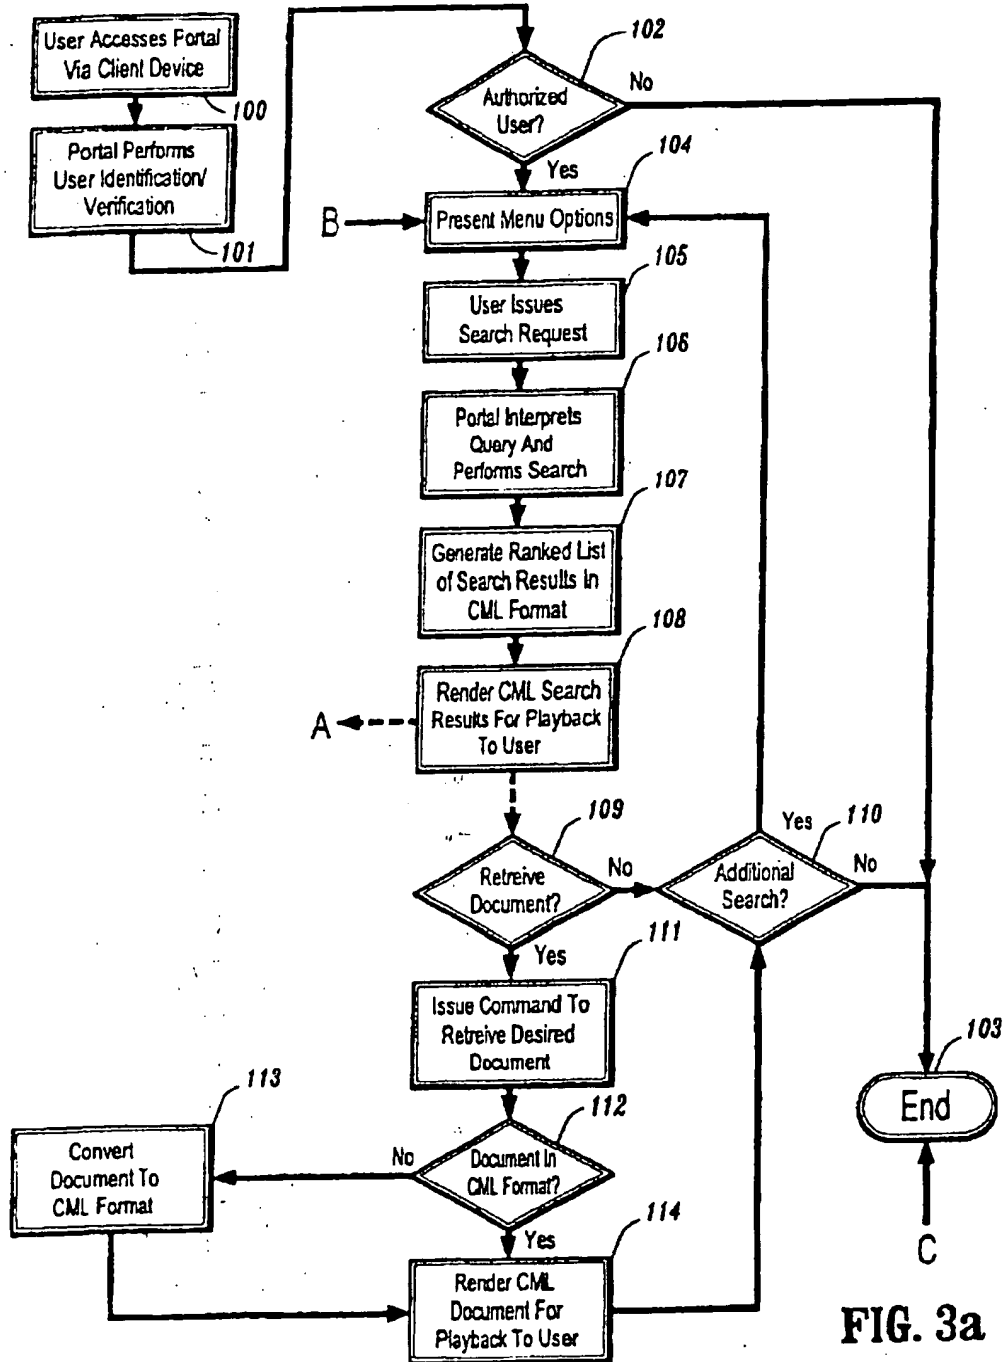 User Accesses Portal
Via Client Device
100
Portal Performs
User Identification/
Verification
101
102
Authorized
User?
No
Yes
104
B
Present Menu Options
105
User Issues
Search Request
106
Portal Interprets
Query And
Performs Search
107
Generate Ranked List
of Search Results In
CML Format
108
Render CML Search
Results For Playback
To User
A
109
Retreive
Document?
No
Yes
110
Additional
Search?
Yes
No
111
Issue Command To
Retreive Desired
Document
103
End
C
112
Document In
CML Format?
No
Yes
113
Convert
Document To
CML Format
114
Render CML
Document For
Playback To User
FIG. 3a